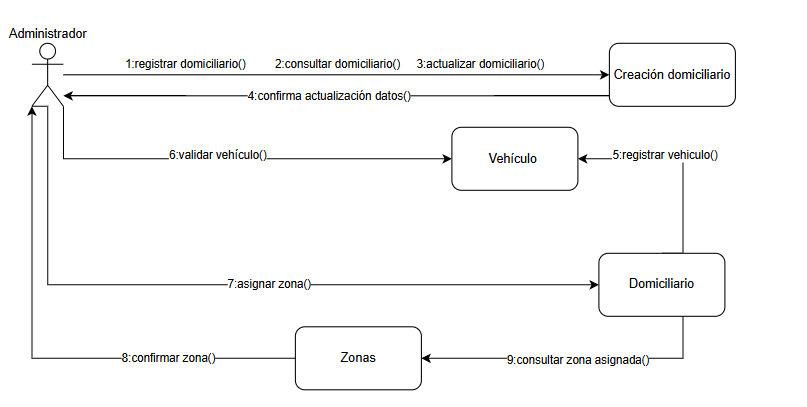 Administrador
1:registrar domiciliario()
2:consultar domiciliario()
3:actualizar domiciliario()
Creación domiciliario
4:confirma actualización datos()
6:validar vehículo()
Vehículo
5:registrar vehiculo()
7:asignar zona()
Domiciliario
8:confirmar zona()
Zonas
9:consultar zona asignada()